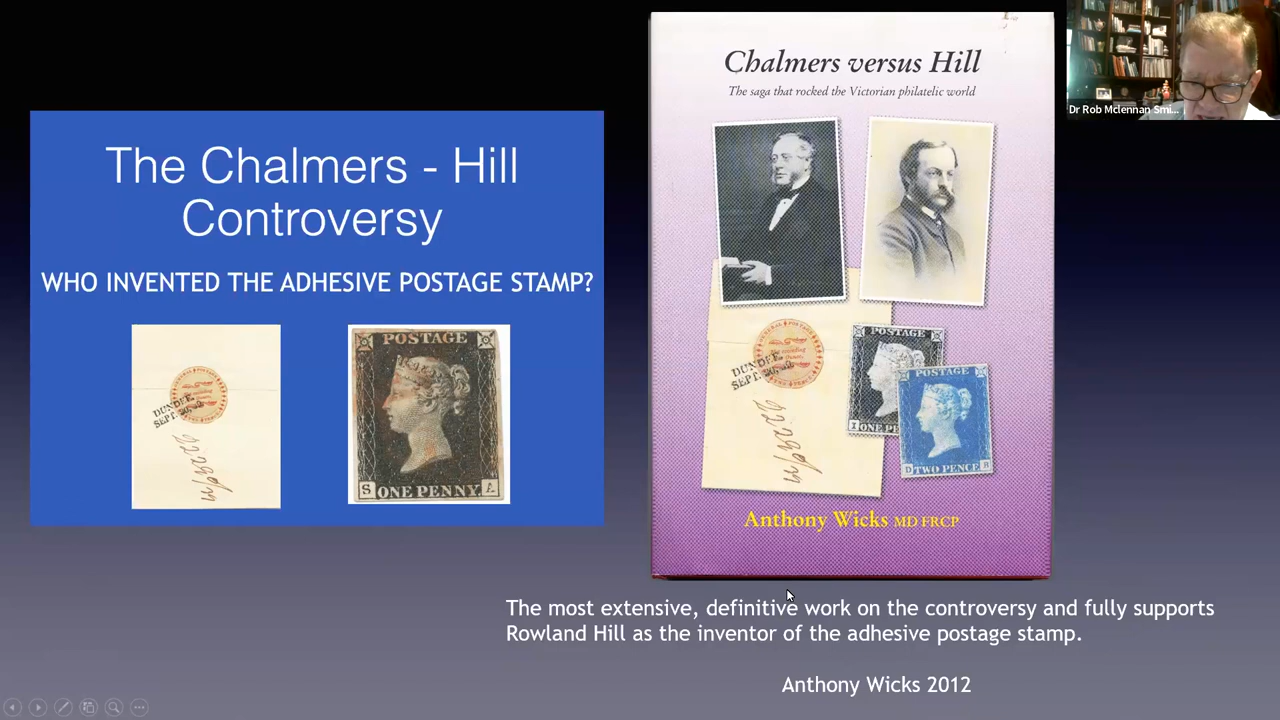 The Chalmers - Hill
Controversy
WHO INVENTED THE ADHESIVE POSTAGE STAMP?
DUNDEE
POSTAGE
S ONE PENNY
Chalmers versus Hill
The saga that rocked the Victorian philatelic world
DUNDEE
POSTAGE
POSTAGE
TWO PENCE
Anthony Wicks MD FRCP
Dr Rob Mclennan Smi...
The most extensive, definitive work on the controversy and fully supports
Rowland Hill as the inventor of the adhesive postage stamp.
Anthony Wicks 2012